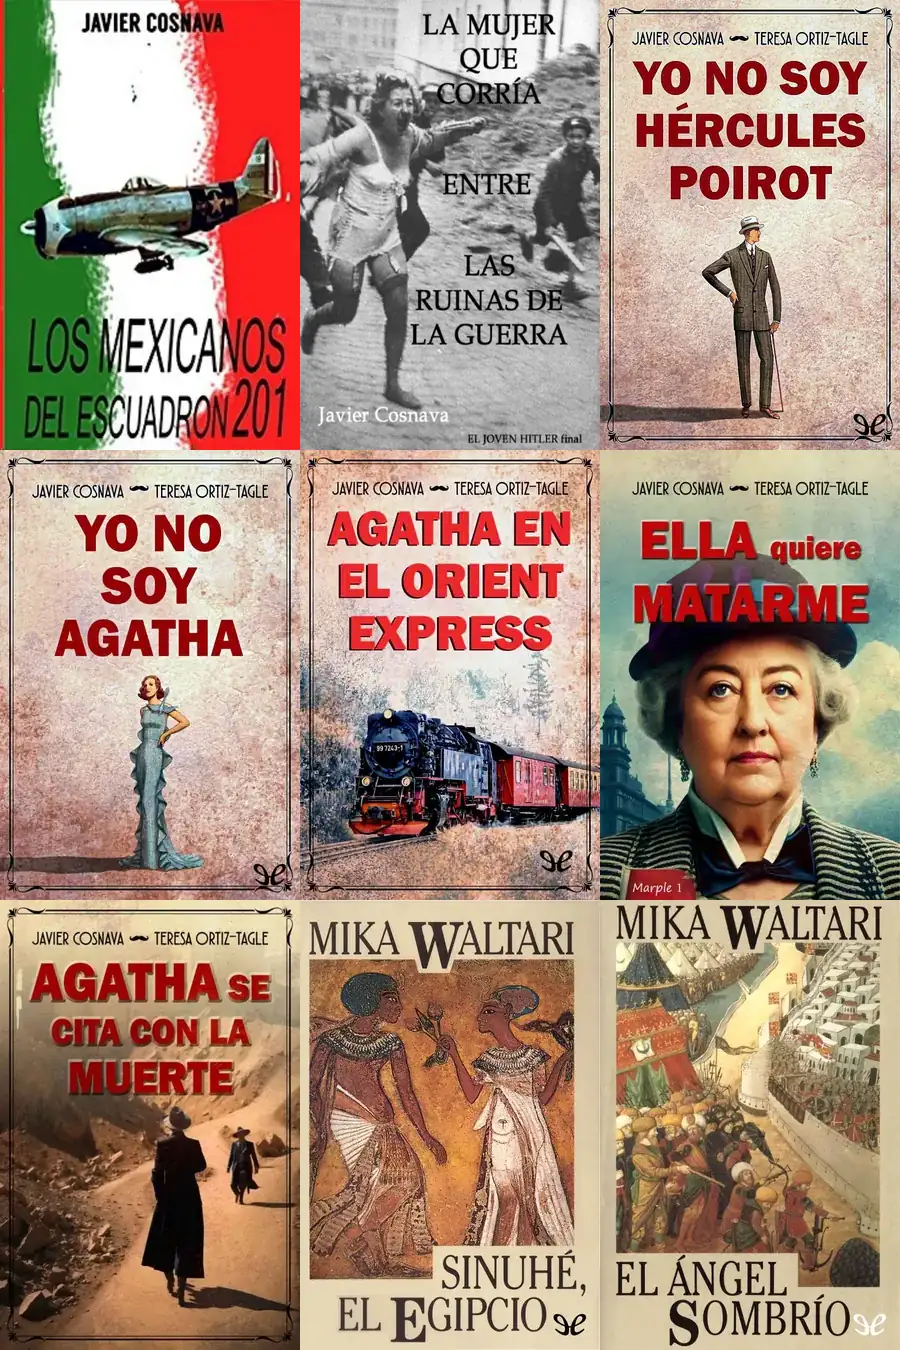 JAVIER COSNAVA
LOS MEXICANOS
DEL ESCUADRON 201
LA MUJER
QUE
CORRÍA
ENTRE
LAS
RUINAS DE
LA GUERRA
Javier Cosnava
EL JOVEN HITLER final
JAVIER COSNAVA TERESA ORTIZ-TAGLE
YO NO SOY
HÉRCULES
POIROT
JAVIER COSNAVA TERESA ORTIZ-TAGLE
YO NO
SOY
AGATHA
JAVIER COSNAVA TERESA ORTIZ-TAGLE
AGATHA EN
EL ORIENT
EXPRESS
99 7243-1
JAVIER COSNAVA TERESA ORTIZ-TAGLE
ELLA quiere
MATARME
Marple 1
JAVIER COSNAVA TERESA ORTIZ-TAGLE
AGATHA SE
CITA CON LA
MUERTE
MIKA WALTARI
SINUHÉ,
EL EGIPCIO
MIKA WALTARI
EL ÁNGEL
SOMBRÍO